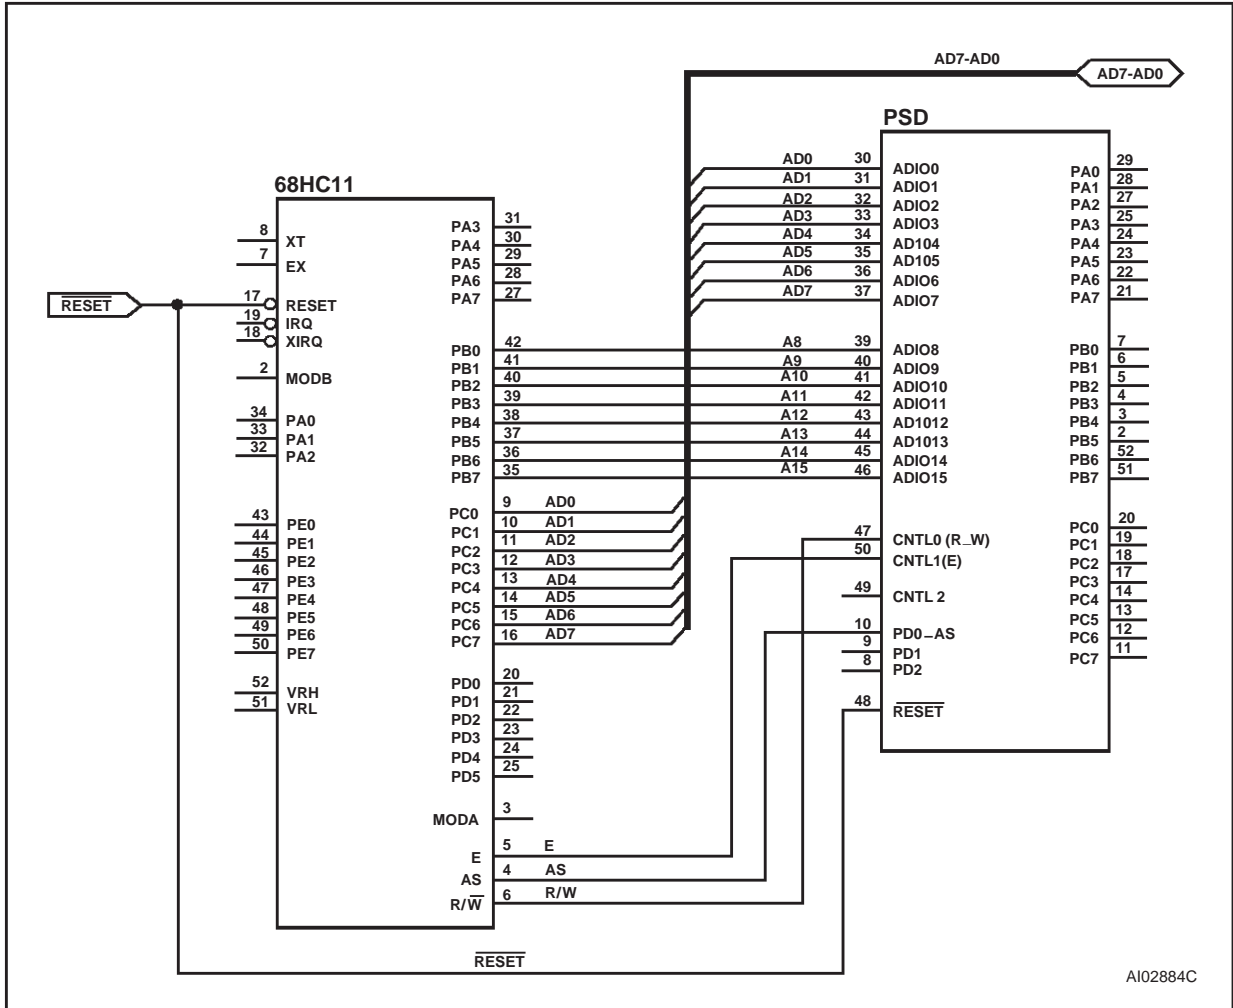 AD7-AD0
AD7-AD0
PSD
68HC11
8 XT
7 EX
RESET
17 RESET
19 IRQ
18 XIRQ
2 MODB
34 PA0
33 PA1
32 PA2
43 PE0
44 PE1
45 PE2
46 PE3
47 PE4
48 PE5
49 PE6
50 PE7
52 VRH
51 VRL
PA3 31
PA4 30
PA5 29
PA6 28
PA7 27
PB0 42
PB1 41
PB2 40
PB3 39
PB4 38
PB5 37
PB6 36
PB7 35
PC0 9 AD0
PC1 10 AD1
PC2 11 AD2
PC3 12 AD3
PC4 13 AD4
PC5 14 AD5
PC6 15 AD6
PC7 16 AD7
PD0 20
PD1 21
PD2 22
PD3 23
PD4 24
PD5 25
MODA 3
E 5 E
AS 4 AS
R/W 6 R/W
AD0 30 ADIO0
AD1 31 ADIO1
AD2 32 ADIO2
AD3 33 ADIO3
AD4 34 AD104
AD5 35 AD105
AD6 36 ADIO6
AD7 37 ADIO7
A8 39 ADIO8
A9 40 ADIO9
A10 41 ADIO10
A11 42 ADIO11
A12 43 AD1012
A13 44 AD1013
A14 45 ADIO14
A15 46 ADIO15
47 CNTL0 (R_W)
50 CNTL1(E)
49 CNTL 2
10 PD0_AS
9 PD1
8 PD2
48 RESET
PA0 29
PA1 28
PA2 27
PA3 25
PA4 24
PA5 23
PA6 22
PA7 21
PB0 7
PB1 6
PB2 5
PB3 4
PB4 3
PB5 2
PB6 52
PB7 51
PC0 20
PC1 19
PC2 18
PC3 17
PC4 14
PC5 13
PC6 12
PC7 11
RESET
AI02884C